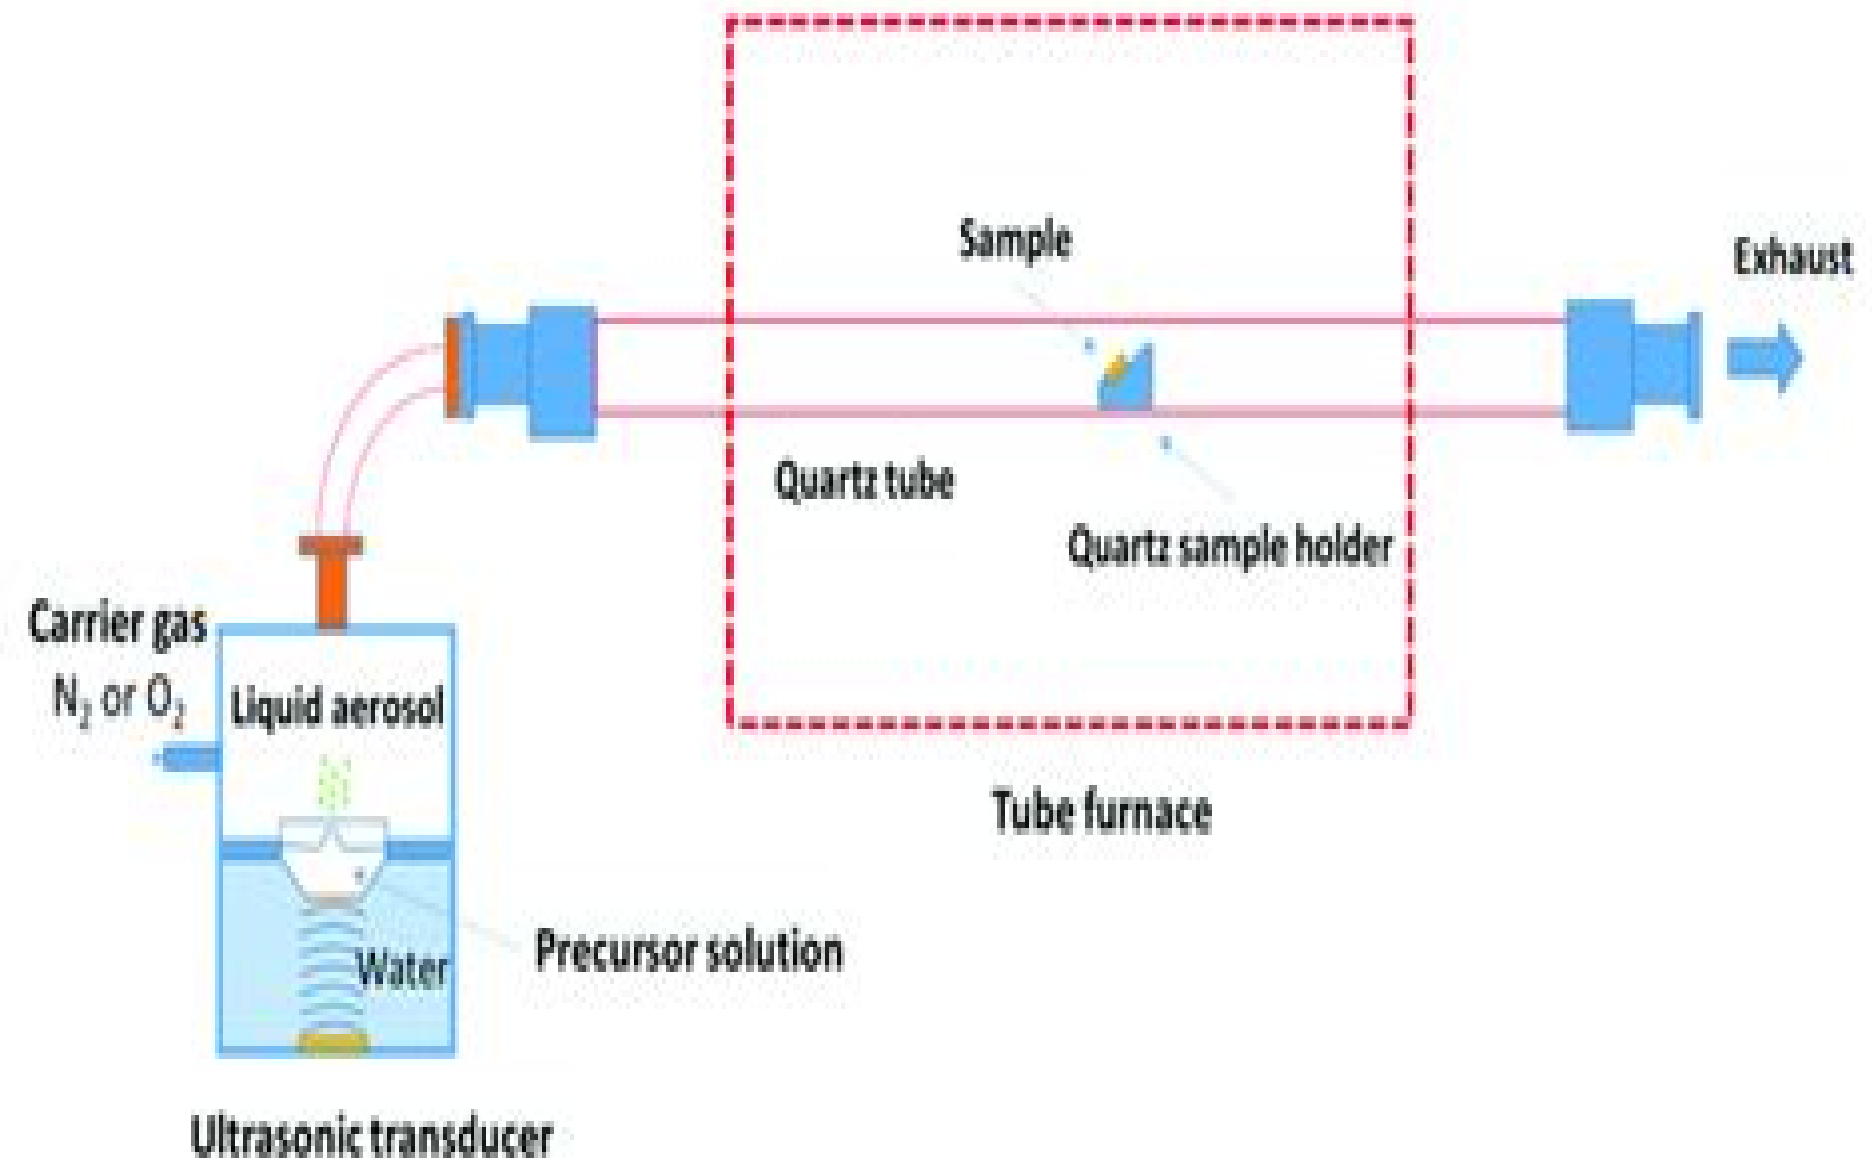 Sample
Exhaust
Quartz tube
Quartz sample holder
Carrier gas
N₂ or O₂
Liquid aerosol
Tube furnace
Precursor solution
Water
Ultrasonic transducer